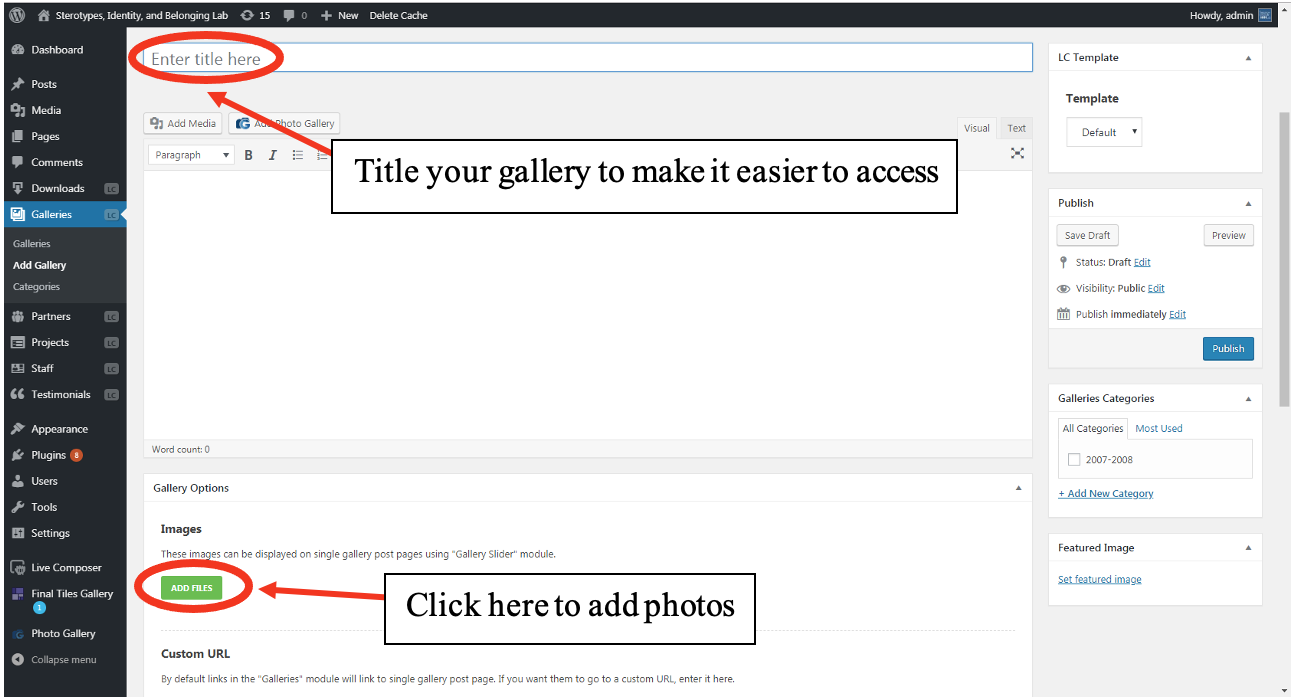 Sterotypes, Identity, and Belonging Lab 15 0 New Delete Cache Howdy, admin
Dashboard
Posts
Media
Pages
Comments
Downloads LC
Galleries LC
Galleries
Add Gallery
Categories
Partners LC
Projects LC
Staff LC
Testimonials LC
Appearance
Plugins 8
Users
Tools
Settings
Live Composer
Final Tiles Gallery
1
Photo Gallery
Collapse menu
Enter title here
Add Media Add Photo Gallery
Visual Text
Paragraph B I
Title your gallery to make it easier to access
Word count: 0
Gallery Options
Images
These images can be displayed on single gallery post pages using "Gallery Slider" module.
ADD FILES
Click here to add photos
Custom URL
By default links in the "Galleries" module will link to single gallery post page. If you want them to go to a custom URL, enter it here.
LC Template
Template
Default
Publish
Save Draft Preview
Status: Draft Edit
Visibility: Public Edit
Publish immediately Edit
Publish
Galleries Categories
All Categories Most Used
2007-2008
+ Add New Category
Featured Image
Set featured image